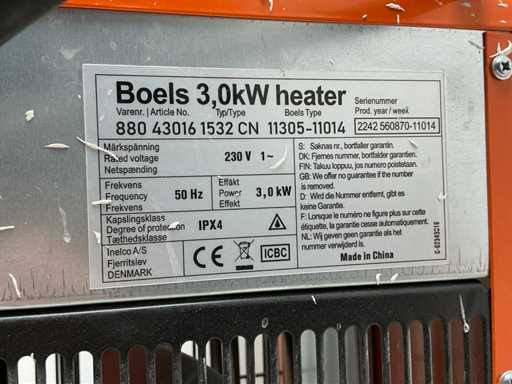 Boels 3,0kW heater
Serienummer
Varenr. | Article No. Typ/Type Boels Type Prod. year / week
880 43016 1532 CN 11305-11014 2242 560870-11014
Märkspänning
Rated voltage 230 V 1~
Netspænding
Frekvens
Frequency 50 Hz
Frekvens
Effäkt
Power 3,0 kW
Effekt
Kapslingsklass
Degree of protection IPX4
Tæthedsklasse
Inelco A/S
Fjerritslev
DENMARK
CE ICBC
S: Saknas nr., bortfaller garantin.
DK: Fjernes nummer, bortfalder garantien.
FIN: Takuu loppuu, jos numero poistetaan.
GB: We offer no guarantee if the number
is removed.
D: Wird die Nummer entfernt, gibt es
keine Garantie.
F: Lorsque le numéro ne figure plus sur cette
étiquette, la garantie cesse automatiquement.
NL: Wij geven geen garantie als het
nummer verwijderd is.
Made in China